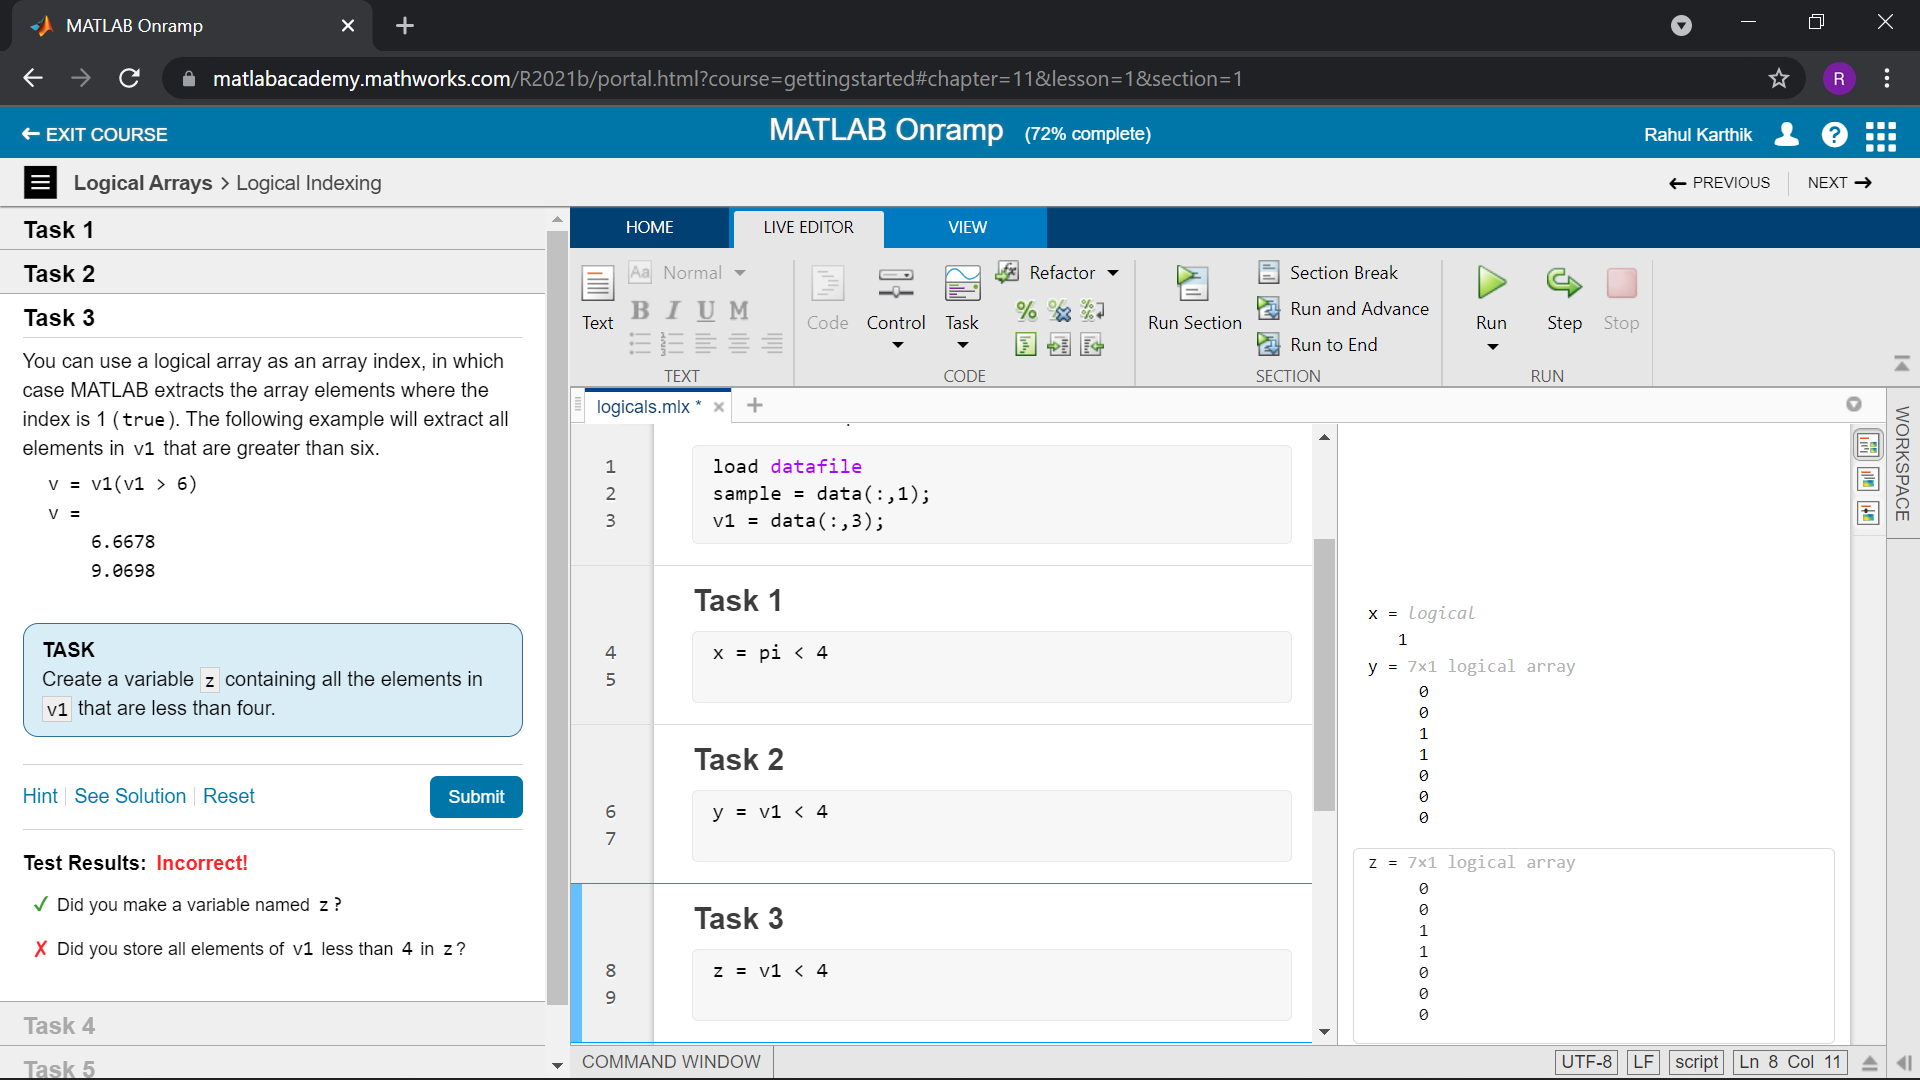 MATLAB Onramp
matlabacademy.mathworks.com/R2021b/portal.html?course=gettingstarted#chapter=11&lesson=1&section=1
R
EXIT COURSE
MATLAB Onramp (72% complete)
Rahul Karthik
Logical Arrays > Logical Indexing
PREVIOUS
NEXT
Task 1
Task 2
Task 3
You can use a logical array as an array index, in which
case MATLAB extracts the array elements where the
index is 1 (true). The following example will extract all
elements in v1 that are greater than six.
v = v1(v1 > 6)
v =
6.6678
9.0698
TASK
Create a variable z containing all the elements in
v1 that are less than four.
Hint
See Solution
Reset
Submit
Test Results: Incorrect!
✓ Did you make a variable named z?
✗ Did you store all elements of v1 less than 4 in z?
Task 4
Task 5
HOME
LIVE EDITOR
VIEW
Text
Aa Normal
B I U M
TEXT
Code
Control
Task
Refactor
CODE
Run Section
Section Break
Run and Advance
Run to End
SECTION
Run
Step
Stop
RUN
logicals.mlx *
WORKSPACE
1 load datafile
2 sample = data(:,1);
3 v1 = data(:,3);
Task 1
4 x = pi < 4
5
Task 2
6 y = v1 < 4
7
Task 3
8 z = v1 < 4
9
x = logical
1
y = 7×1 logical array
0
0
1
1
0
0
0
z = 7×1 logical array
0
0
1
1
0
0
0
COMMAND WINDOW
UTF-8
LF
script
Ln 8 Col 11